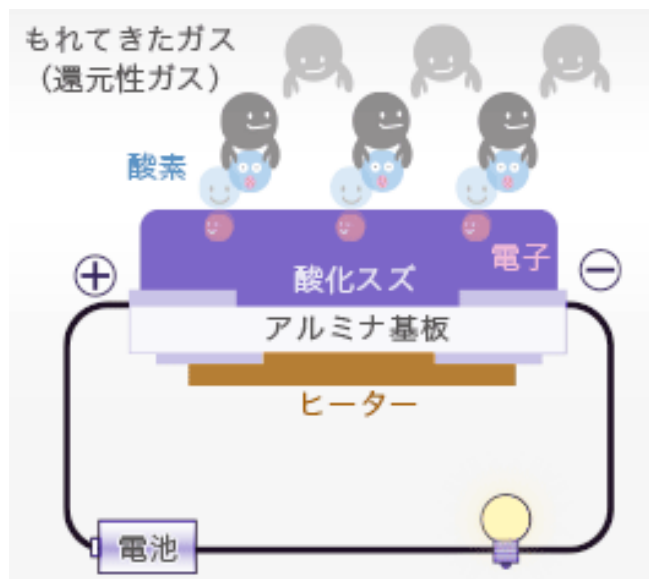 もれてきたガス
（還元性ガス）
酸素
電子
酸化スズ
アルミナ基板
ヒーター
電池